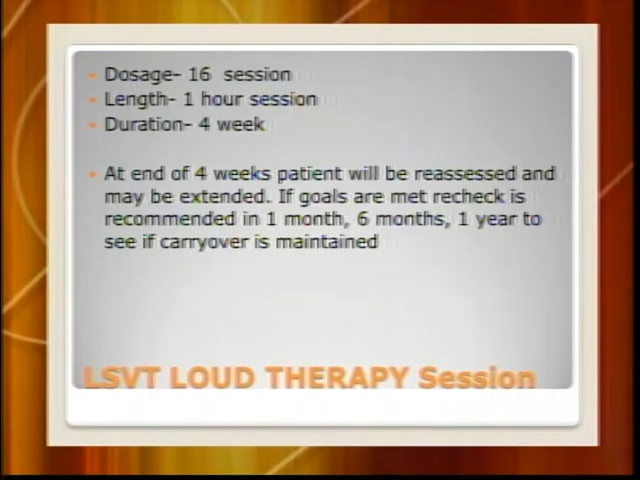 Dosage- 16 session
Length- 1 hour session
Duration- 4 week
At end of 4 weeks patient will be reassessed and
may be extended. If goals are met recheck is
recommended in 1 month, 6 months, 1 year to
see if carryover is maintained
LSVT LOUD THERAPY Session